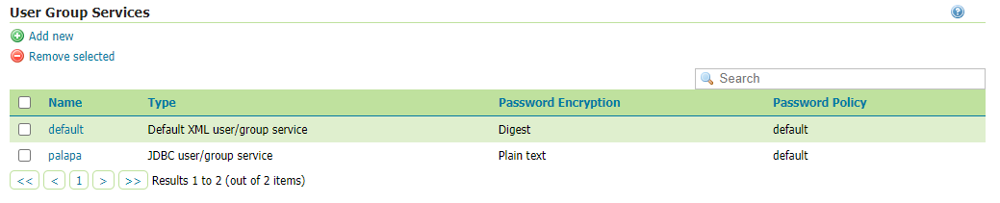 User Group Services
Add new
Remove selected
Search
Name Type Password Encryption Password Policy
default Default XML user/group service Digest default
palapa JDBC user/group service Plain text default
<< < 1 > >> Results 1 to 2 (out of 2 items)